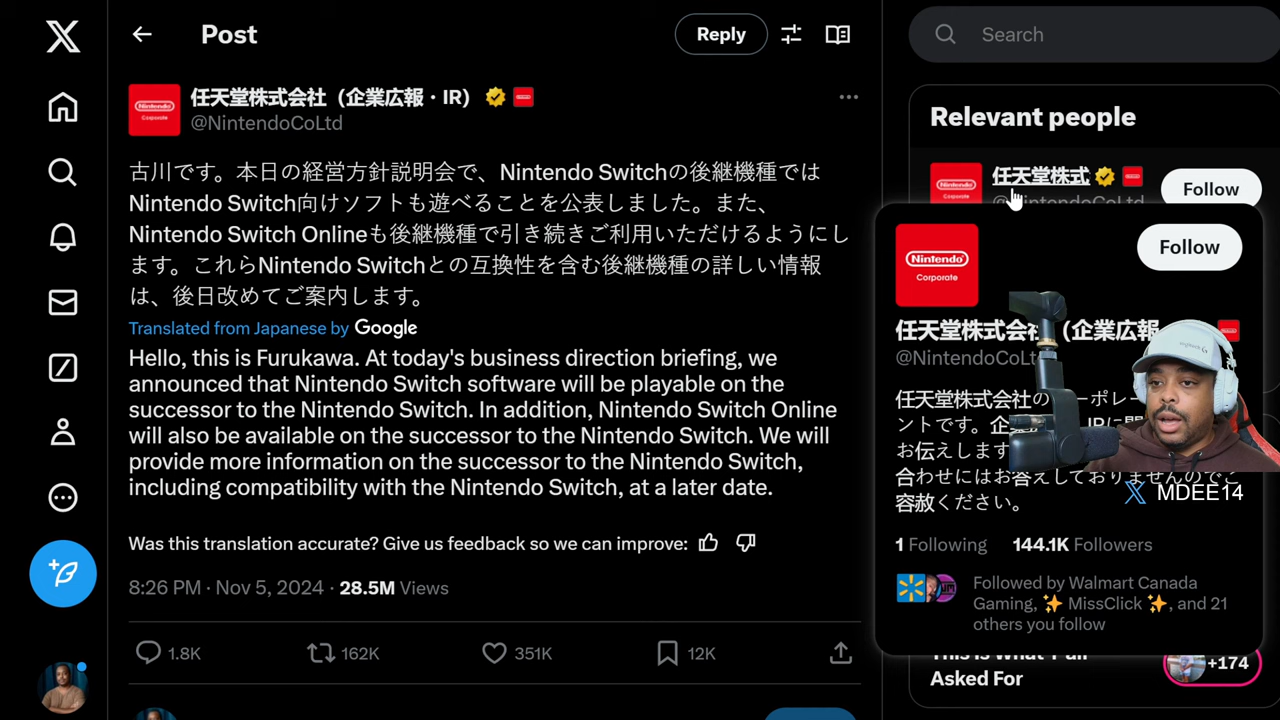 Post
Reply
Search
任天堂株式会社（企業広報・IR）
@NintendoCoLtd
古川です。本日の経営方針説明会で、Nintendo Switchの後継機種では
Nintendo Switch向けソフトも遊べることを公表しました。また、
Nintendo Switch Onlineも後継機種で引き続きご利用いただけるようにし
ます。これらNintendo Switchとの互換性を含む後継機種の詳しい情報
は、後日改めてご案内します。
Translated from Japanese by Google
Hello, this is Furukawa. At today's business direction briefing, we
announced that Nintendo Switch software will be playable on the
successor to the Nintendo Switch. In addition, Nintendo Switch Online
will also be available on the successor to the Nintendo Switch. We will
provide more information on the successor to the Nintendo Switch,
including compatibility with the Nintendo Switch, at a later date.
Was this translation accurate? Give us feedback so we can improve:
8:26 PM · Nov 5, 2024 · 28.5M Views
1.8K 162K 351K 12K
Relevant people
Nintendo
Corporate
任天堂株式
Follow
Nintendo
Corporate
Follow
任天堂株式会社（企業広報
@NintendoCoLt
任天堂株式会社の
ントです。
お伝えします
合わせにはお答えしておりませんのでご
容赦ください。
MDEE14
1 Following 144.1K Followers
Followed by Walmart Canada
Gaming, ✨ MissClick ✨, and 21
others you follow
Asked For
+174